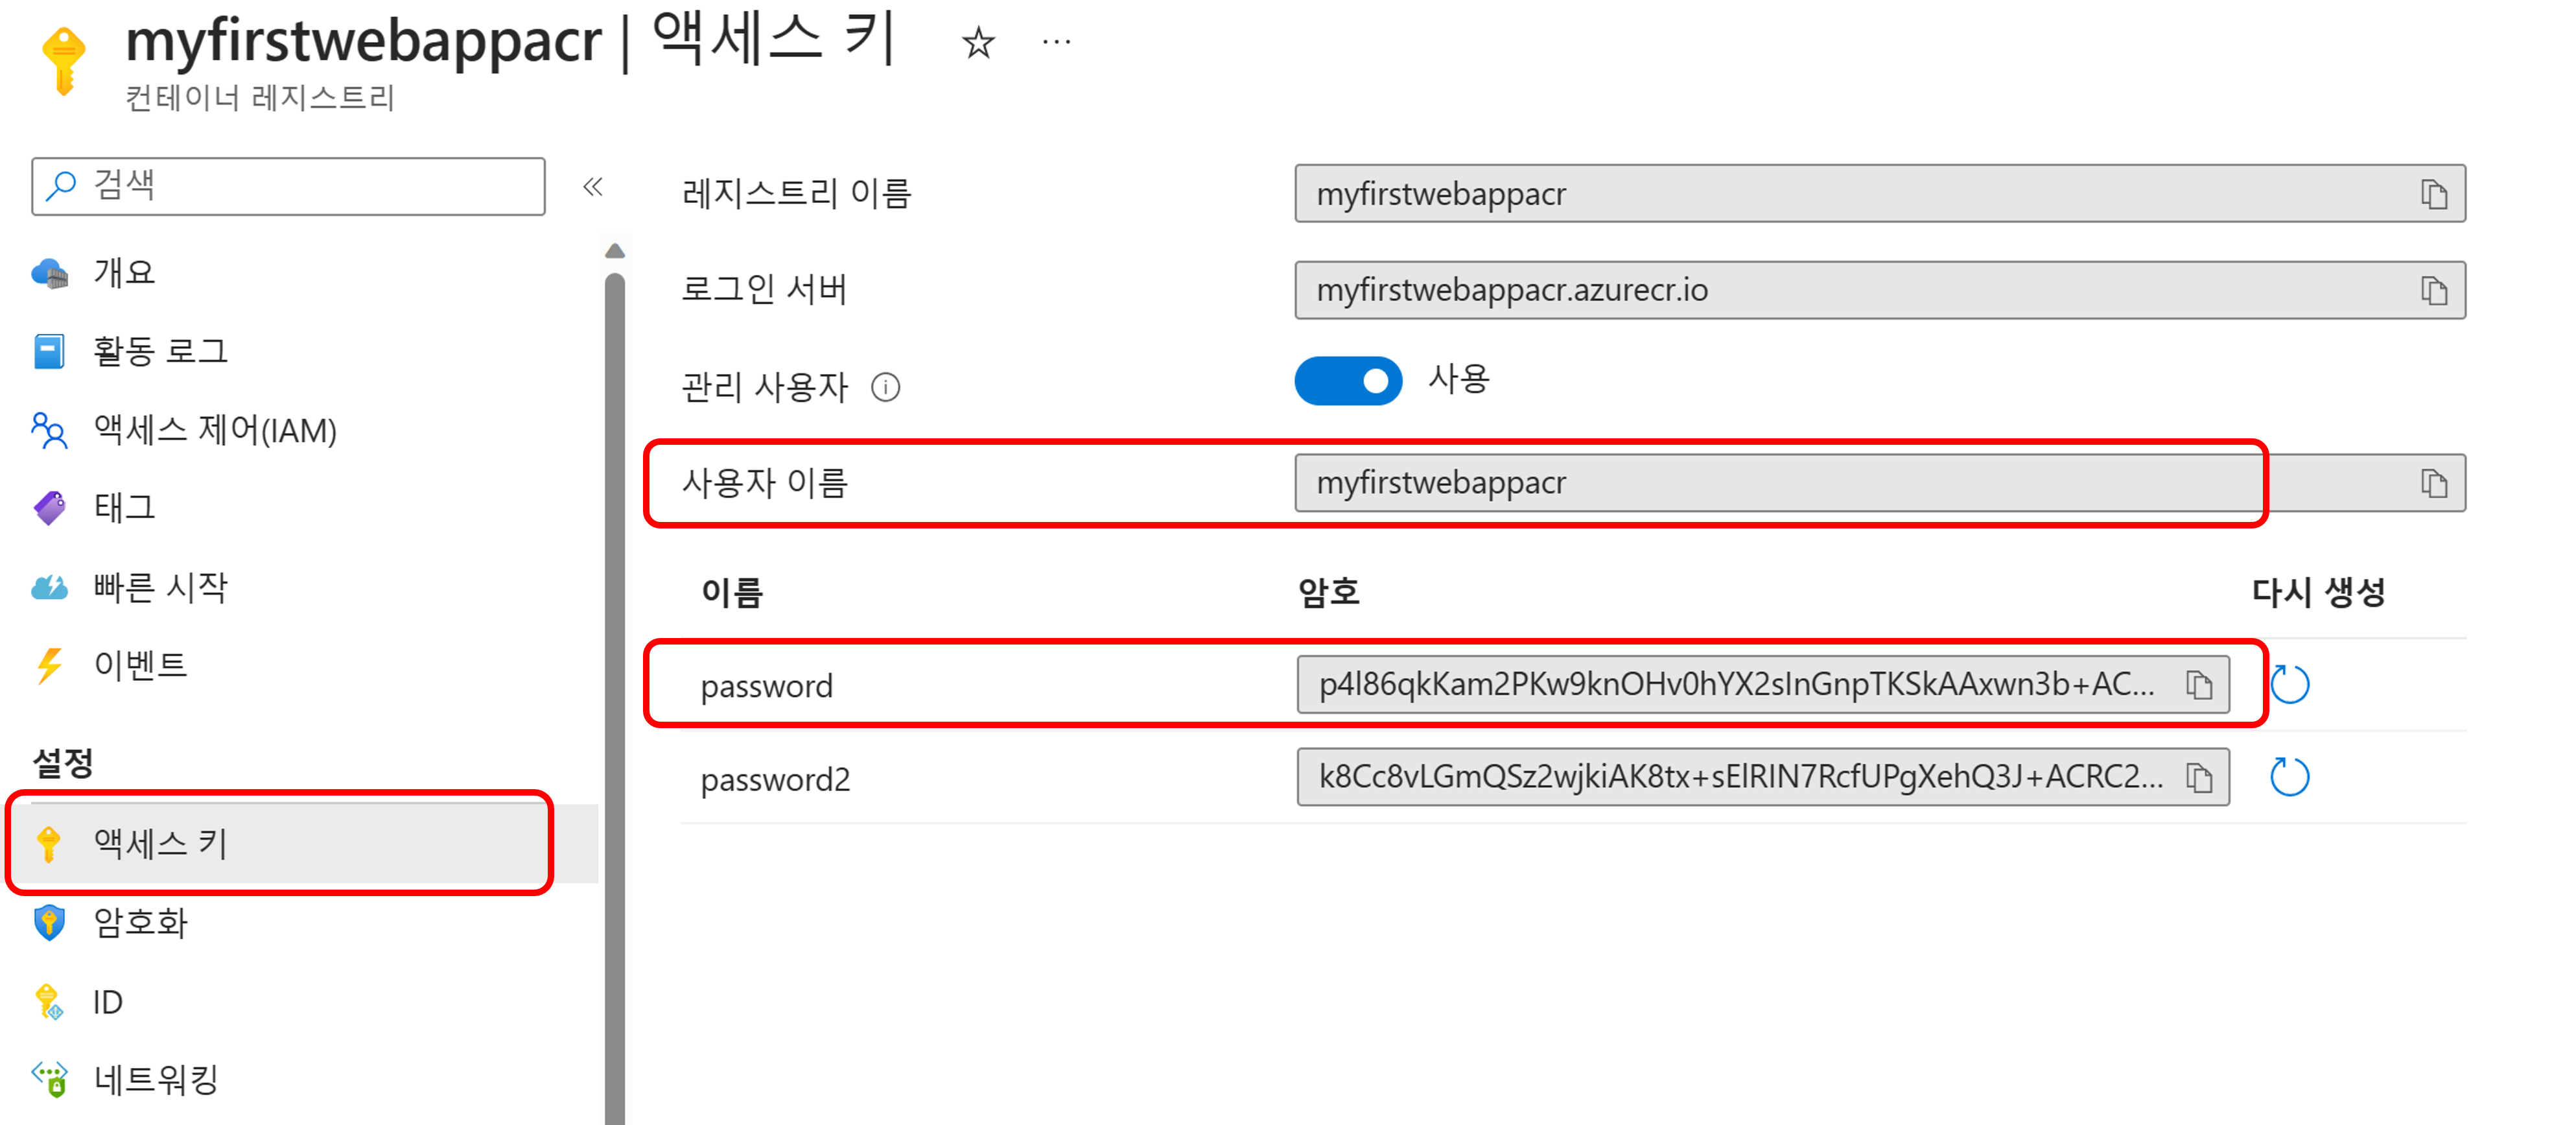 myfirstwebappacr | 액세스 키
컨테이너 레지스트리
검색
개요
활동 로그
액세스 제어(IAM)
태그
빠른 시작
이벤트
설정
액세스 키
암호화
ID
네트워킹
레지스트리 이름 myfirstwebappacr
로그인 서버 myfirstwebappacr.azurecr.io
관리 사용자 사용
사용자 이름 myfirstwebappacr
이름 암호 다시 생성
password p4l86qkKam2PKw9knOHv0hYX2sInGnpTKSkAAxwn3b+AC...
password2 k8Cc8vLGmQSz2wjkiAK8tx+sElRIN7RcfUPgXehQ3J+ACRC2...